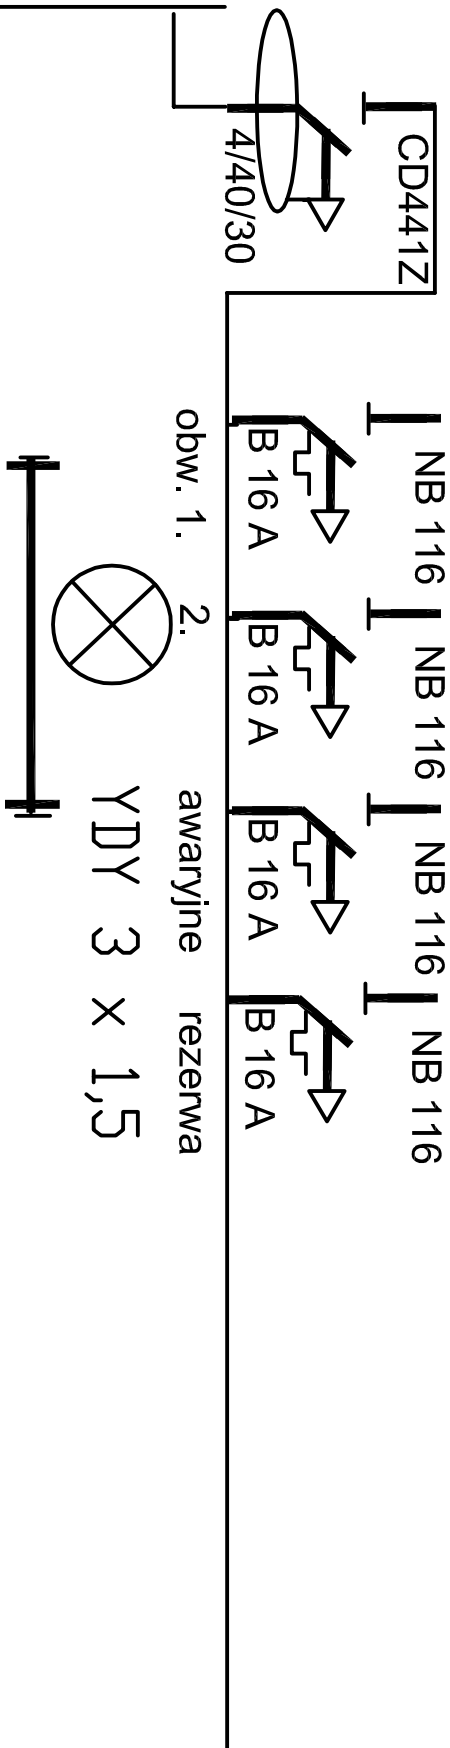 CD441Z
4/40/30
NB 116
NB 116
NB 116
NB 116
B 16 A
B 16 A
B 16 A
B 16 A
obw. 1.
2.
awaryjne
rezerwa
YDY 3 x 1,5